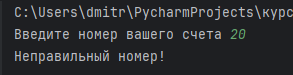 C:\Users\dmitr\PycharmProjects\курс
Введите номер вашего счета 20
Неправильный номер!